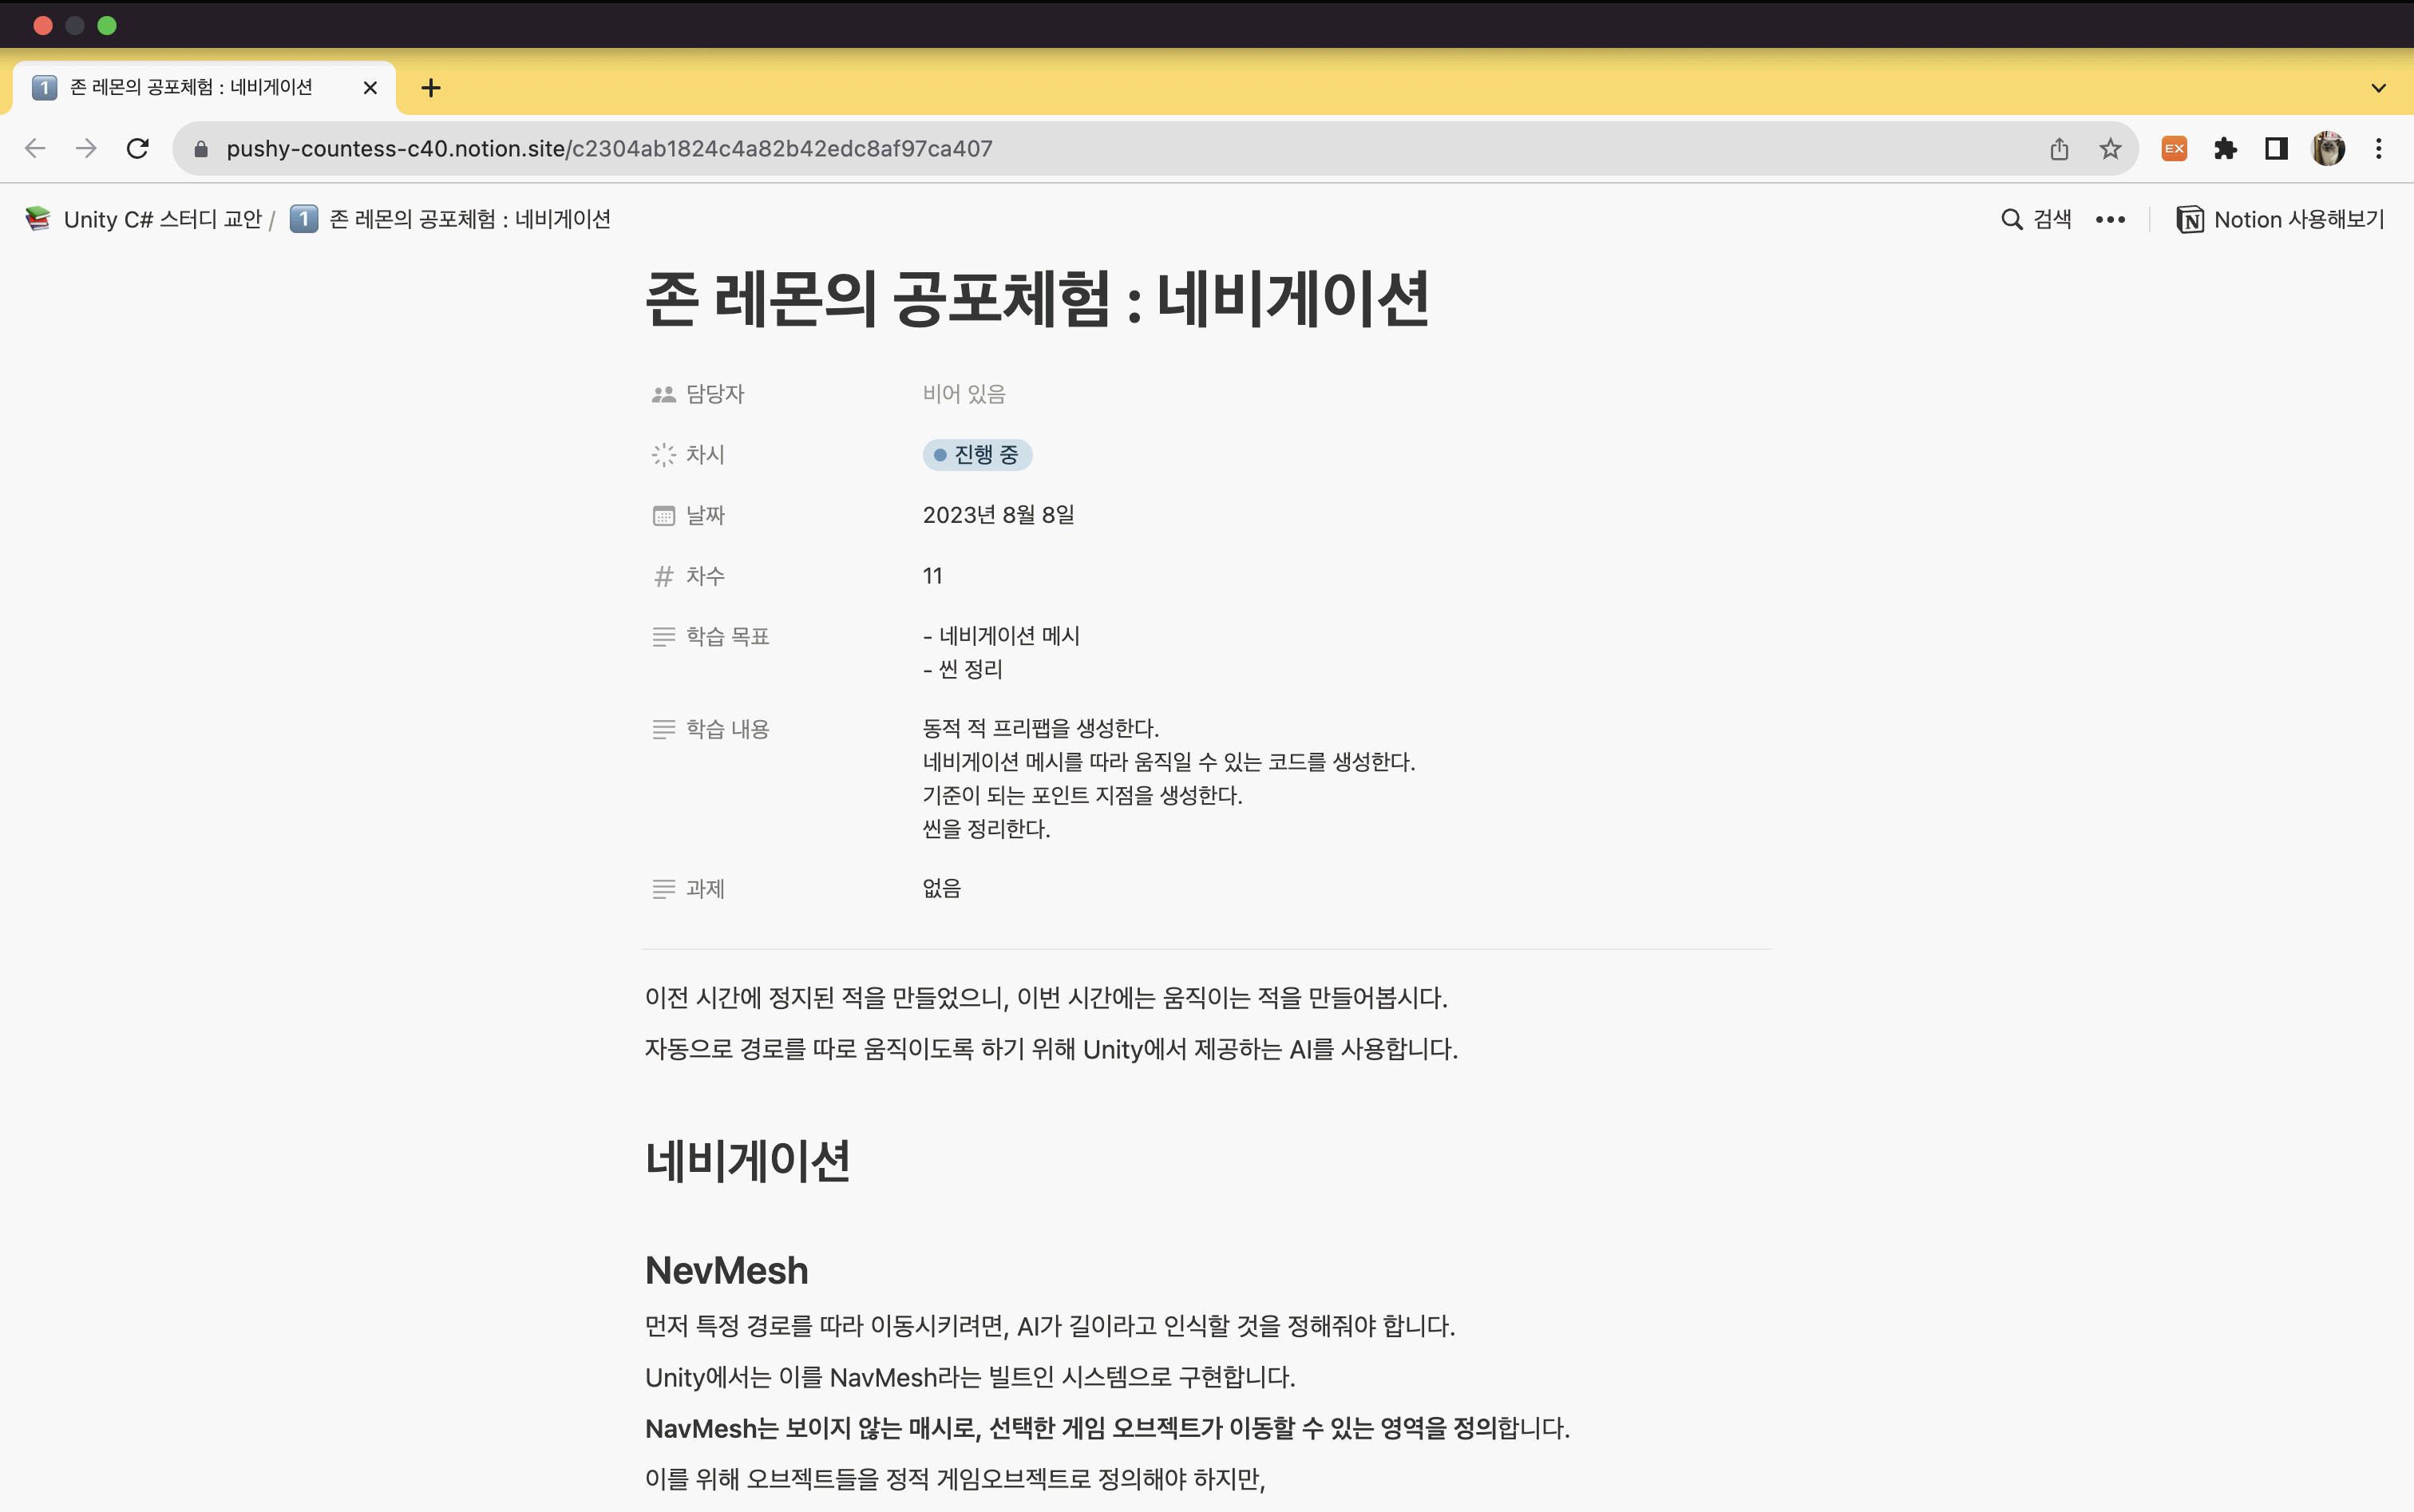 존 레몬의 공포체험 : 네비게이션
pushy-countess-c40.notion.site/c2304ab1824c4a82b42edc8af97ca407
EX
Unity C# 스터디 교안 / 1 존 레몬의 공포체험 : 네비게이션
검색
Notion 사용해보기
존 레몬의 공포체험 : 네비게이션
담당자 비어 있음
차시 진행 중
날짜 2023년 8월 8일
차수 11
학습 목표 - 네비게이션 메시
- 씬 정리
학습 내용 동적 적 프리팹을 생성한다.
네비게이션 메시를 따라 움직일 수 있는 코드를 생성한다.
기준이 되는 포인트 지점을 생성한다.
씬을 정리한다.
과제 없음
이전 시간에 정지된 적을 만들었으니, 이번 시간에는 움직이는 적을 만들어봅시다.
자동으로 경로를 따로 움직이도록 하기 위해 Unity에서 제공하는 AI를 사용합니다.
네비게이션
NevMesh
먼저 특정 경로를 따라 이동시키려면, AI가 길이라고 인식할 것을 정해줘야 합니다.
Unity에서는 이를 NavMesh라는 빌트인 시스템으로 구현합니다.
NavMesh는 보이지 않는 매시로, 선택한 게임 오브젝트가 이동할 수 있는 영역을 정의합니다.
이를 위해 오브젝트들을 정적 게임오브젝트로 정의해야 하지만,